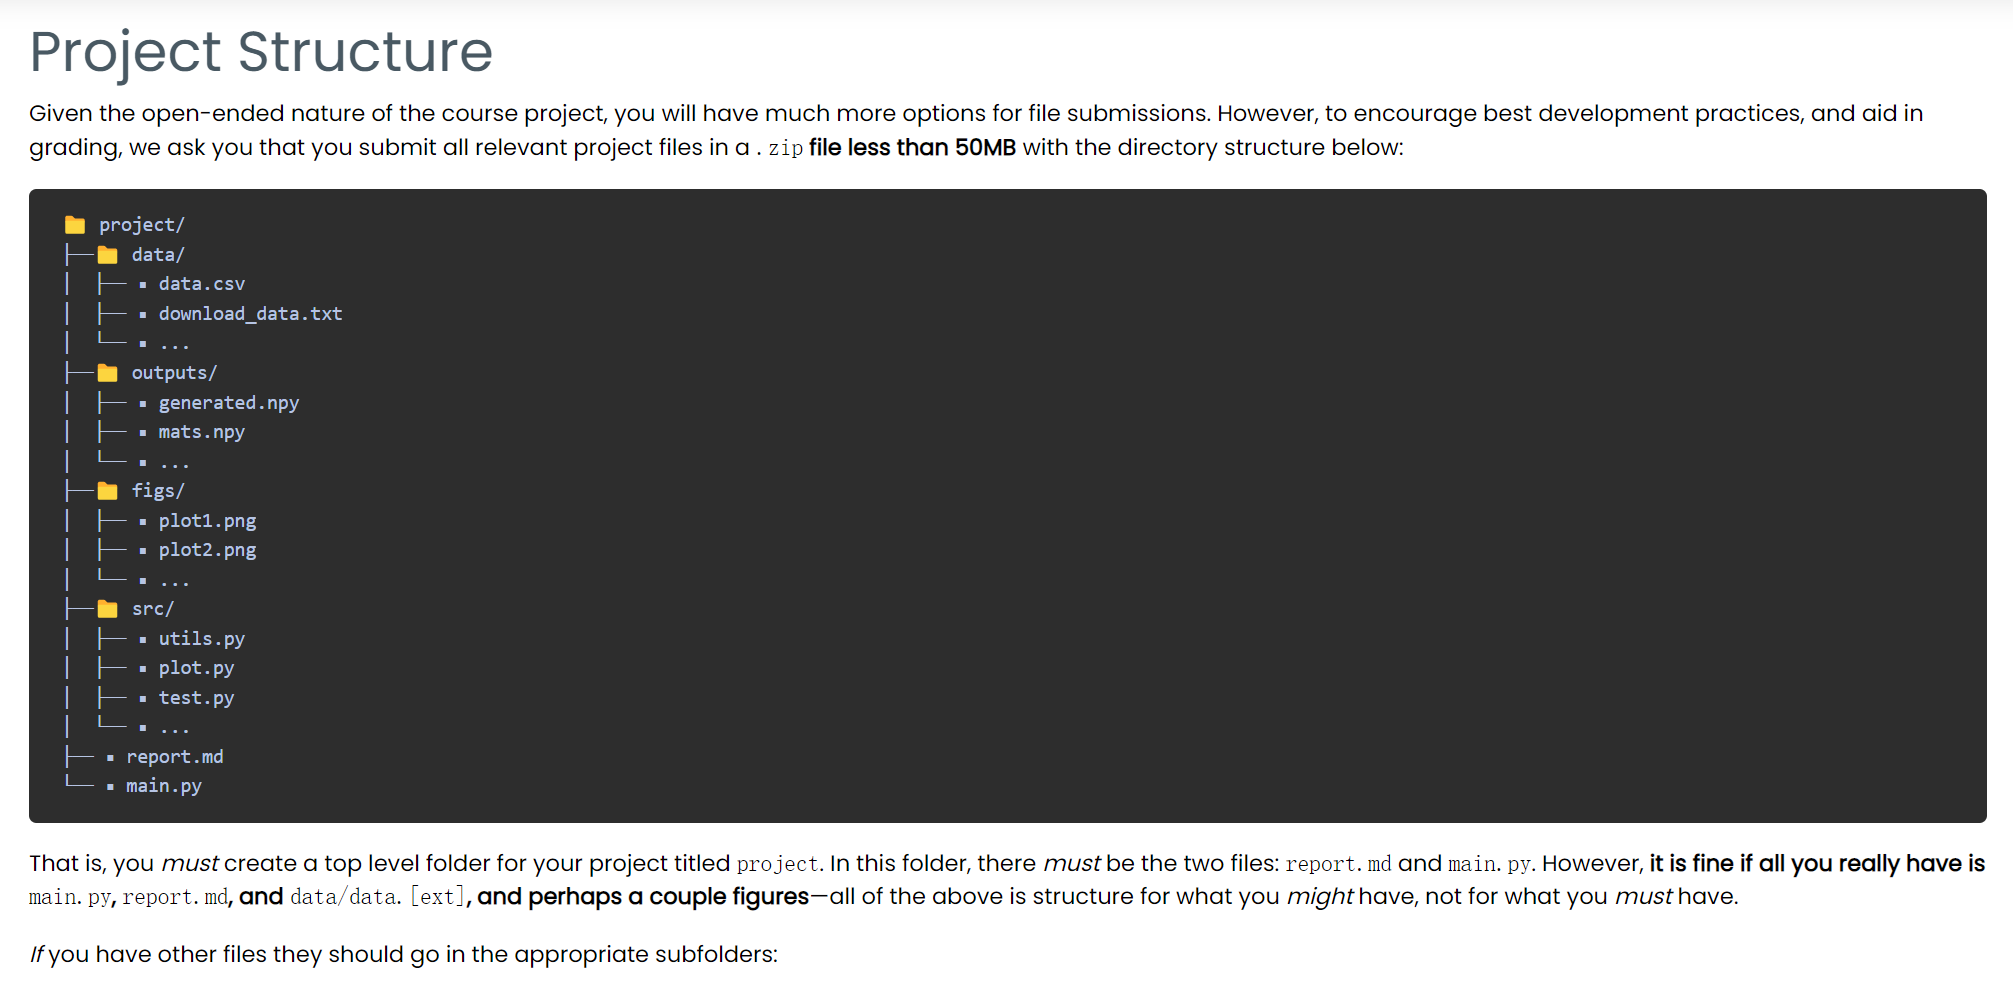 Project Structure
Given the open-ended nature of the course project, you will have much more options for file submissions. However, to encourage best development practices, and aid in
grading, we ask you that you submit all relevant project files in a .zip file less than 50MB with the directory structure below:
project/
├──data/
│  ├── ▪ data.csv
│  ├── ▪ download_data.txt
│  └── ▪ ...
├──outputs/
│  ├── ▪ generated.npy
│  ├── ▪ mats.npy
│  └── ▪ ...
├──figs/
│  ├── ▪ plot1.png
│  ├── ▪ plot2.png
│  └── ▪ ...
├──src/
│  ├── ▪ utils.py
│  ├── ▪ plot.py
│  ├── ▪ test.py
│  └── ▪ ...
├── ▪ report.md
└── ▪ main.py
That is, you must create a top level folder for your project titled project. In this folder, there must be the two files: report.md and main.py. However, it is fine if all you really have is
main.py, report.md, and data/data.[ext], and perhaps a couple figures—all of the above is structure for what you might have, not for what you must have.
If you have other files they should go in the appropriate subfolders: